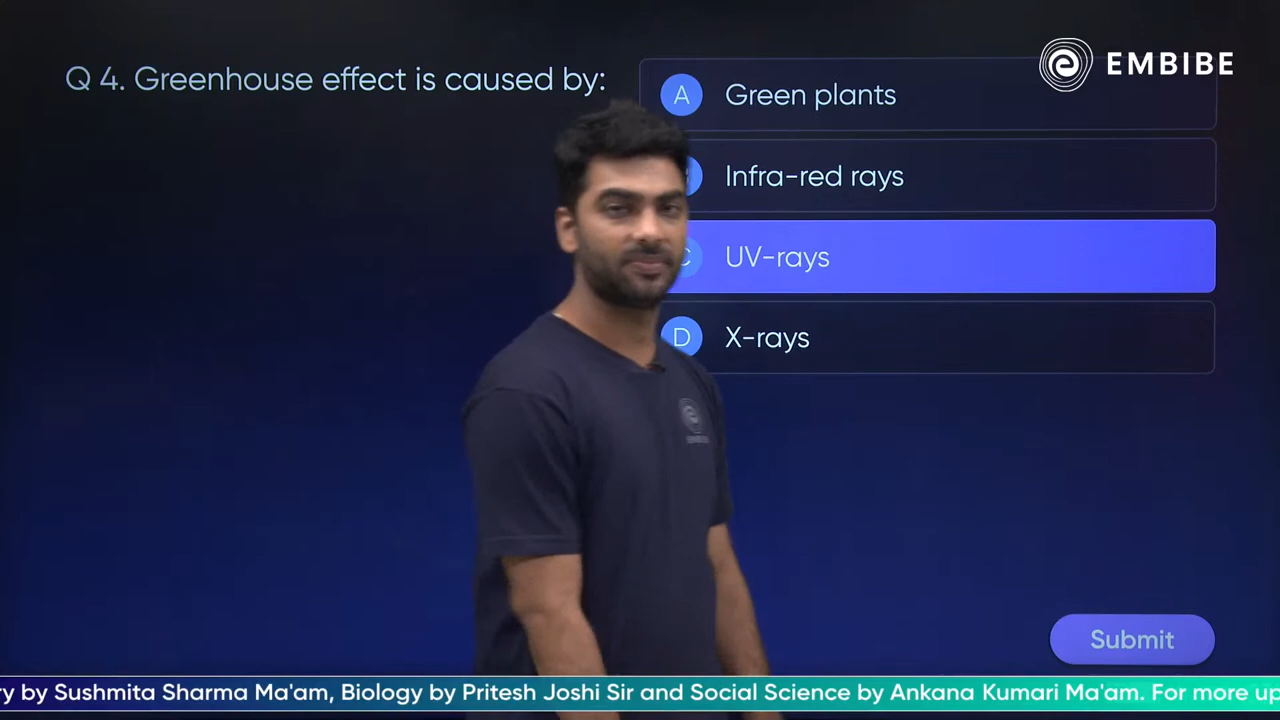 EMBIBE
Q 4. Greenhouse effect is caused by:
A Green plants
Infra-red rays
C UV-rays
D X-rays
EMBIBE
Submit
ry by Sushmita Sharma Ma'am, Biology by Pritesh Joshi Sir and Social Science by Ankana Kumari Ma'am. For more up